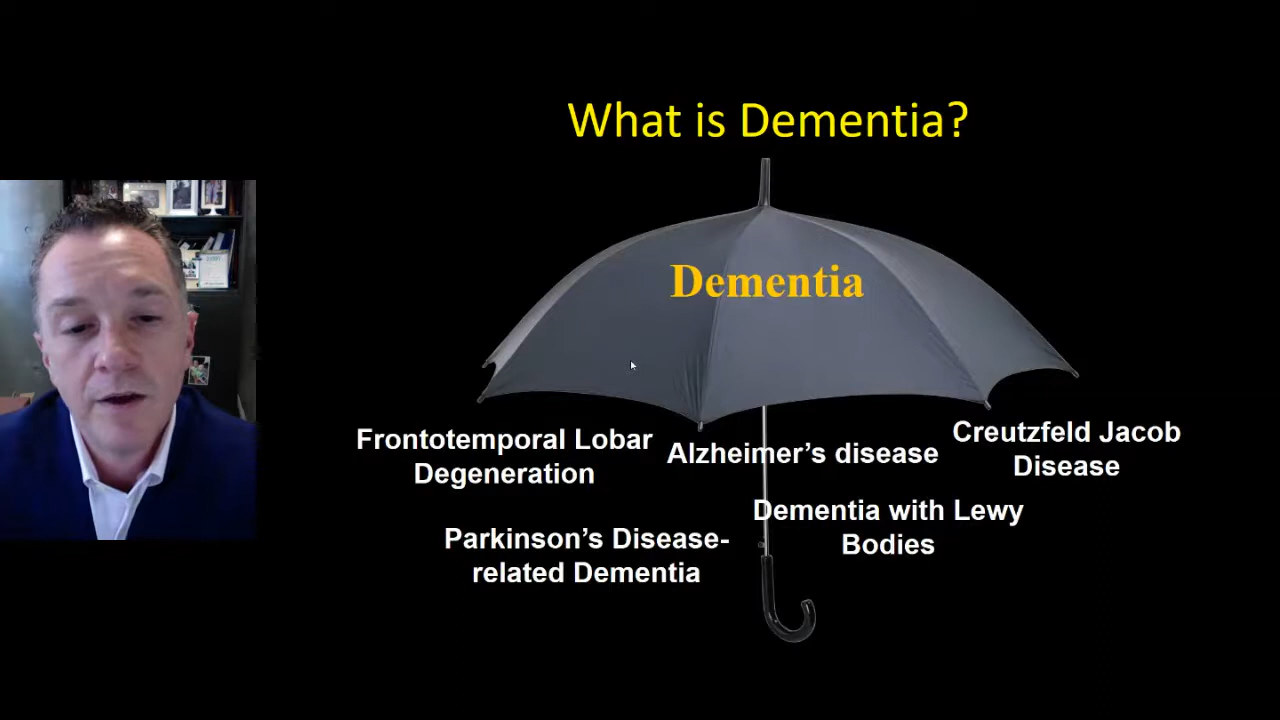 What is Dementia?
Dementia
Frontotemporal Lobar
Degeneration
Alzheimer's disease
Creutzfeld Jacob
Disease
Parkinson's Disease-
related Dementia
Dementia with Lewy
Bodies